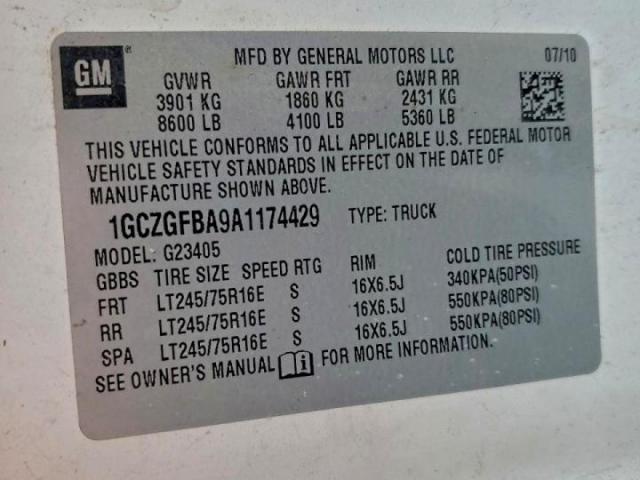 GM® MFD BY GENERAL MOTORS LLC 07/10
GVWR GAWR FRT GAWR RR
3901 KG 1860 KG 2431 KG
8600 LB 4100 LB 5360 LB
THIS VEHICLE CONFORMS TO ALL APPLICABLE U.S. FEDERAL MOTOR
VEHICLE SAFETY STANDARDS IN EFFECT ON THE DATE OF
MANUFACTURE SHOWN ABOVE.
1GCZGFBA9A1174429 TYPE: TRUCK
MODEL: G23405
GBBS TIRE SIZE SPEED RTG RIM COLD TIRE PRESSURE
FRT LT245/75R16E S 16X6.5J 340KPA(50PSI)
RR LT245/75R16E S 16X6.5J 550KPA(80PSI)
SPA LT245/75R16E S 16X6.5J 550KPA(80PSI)
SEE OWNER'S MANUAL FOR MORE INFORMATION.